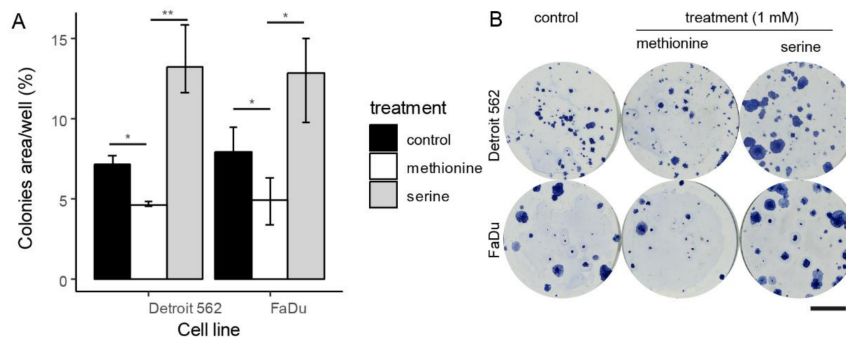 A
Colonies area/well (%)
15
10
5
0
**
*
*
*
Detroit 562
FaDu
Cell line
treatment
control
methionine
serine
B
control
treatment (1 mM)
methionine
serine
Detroit 562
FaDu